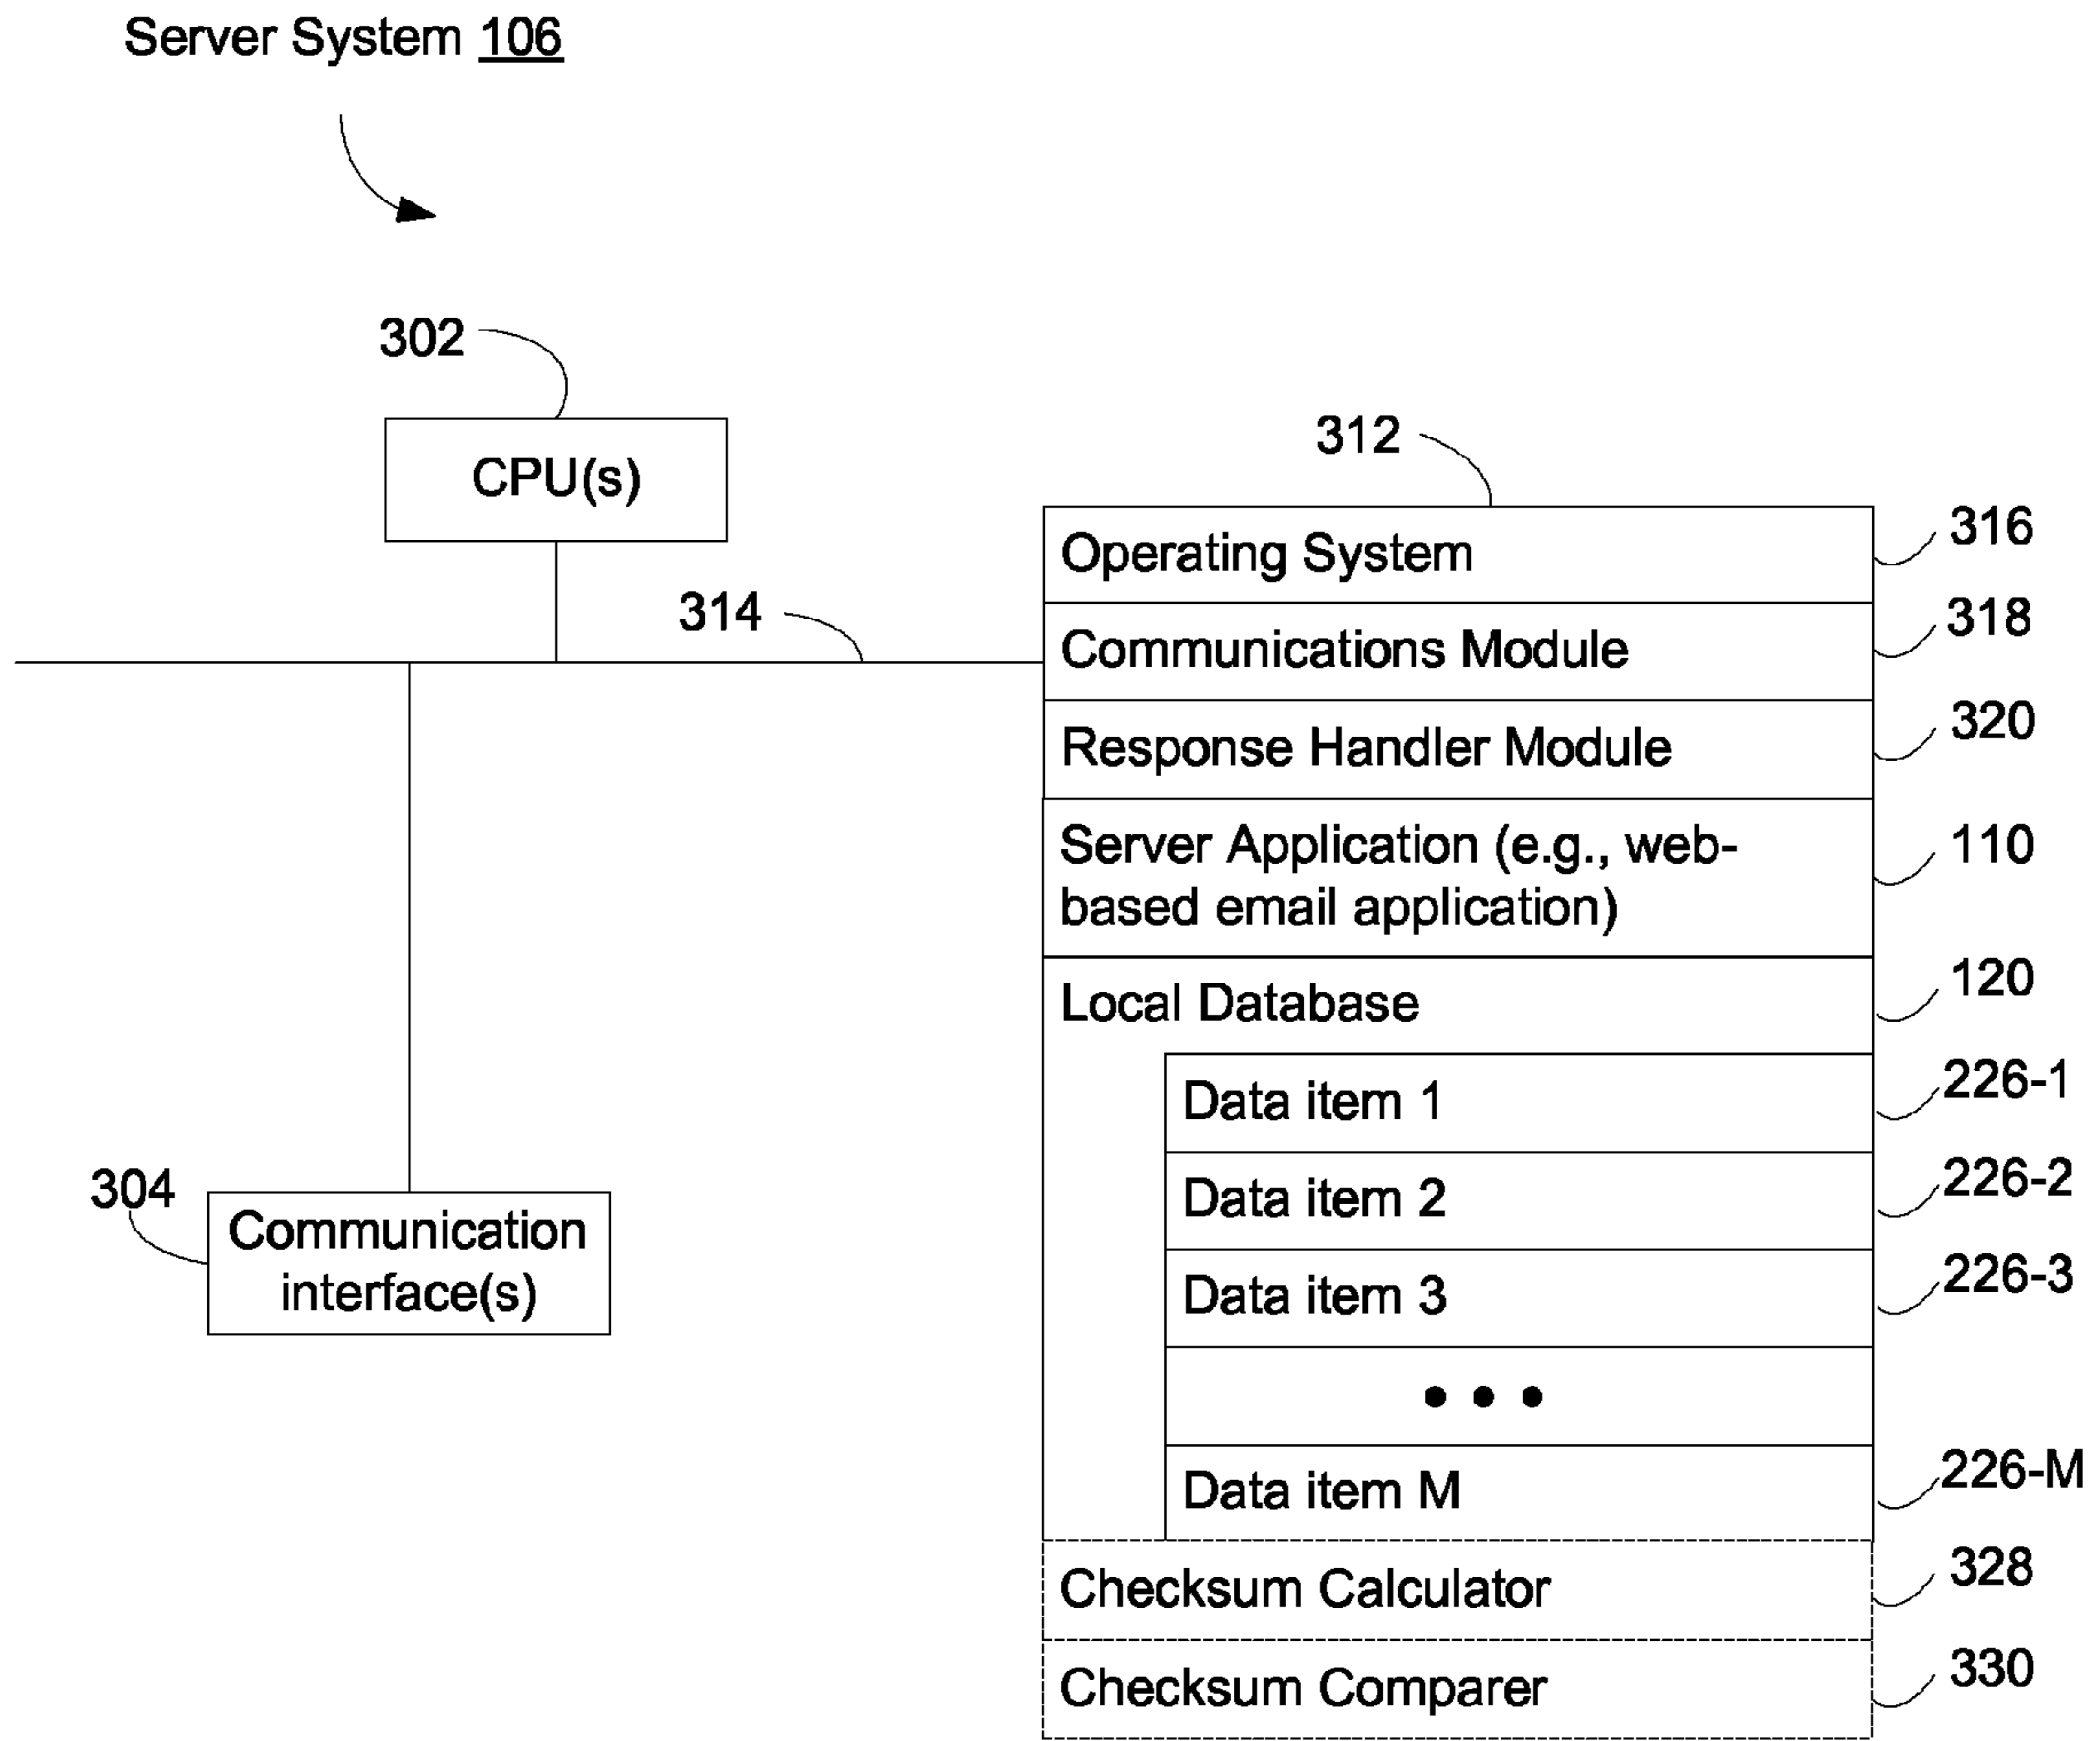 Server System 106
302
CPU(s)
314
304
Communication
interface(s)
312
Operating System
316
Communications Module
318
Response Handler Module
320
Server Application (e.g., web-
based email application)
110
Local Database
120
Data item 1
226-1
Data item 2
226-2
Data item 3
226-3
• • •
Data item M
226-M
Checksum Calculator
328
Checksum Comparer
330